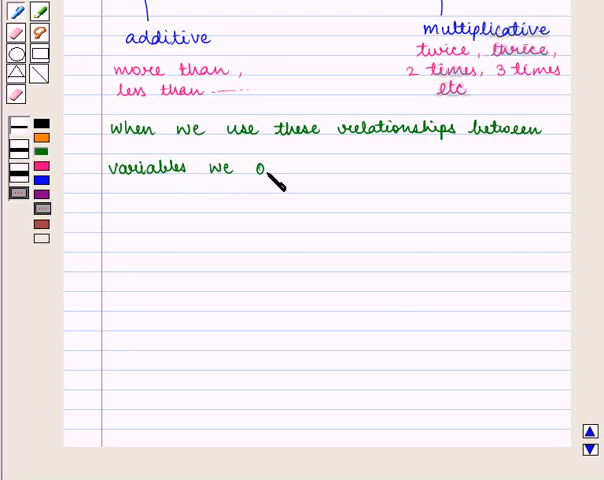 additive
multiplicative
more than,
less than
twice, thrice,
2 times, 3 times
etc
When we use these relationships between
variables we o